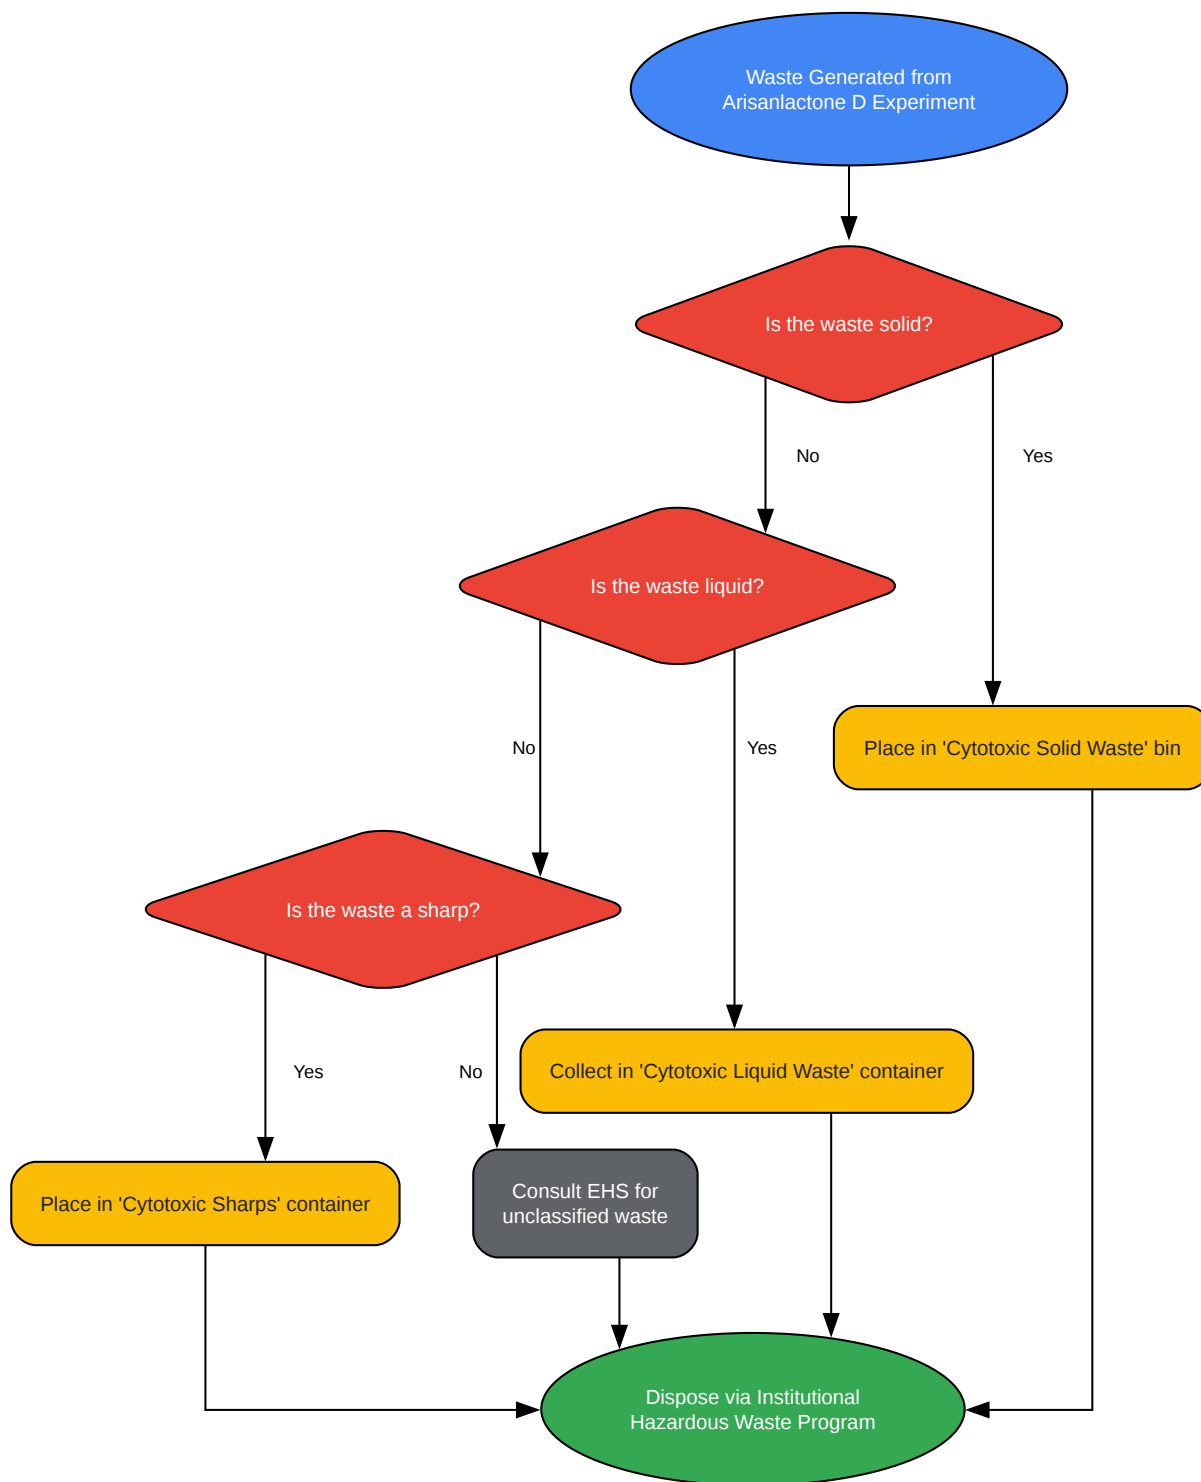 Waste Generated from
Arisanlactone D Experiment
Is the waste solid?
No
Yes
Is the waste liquid?
No
Yes
Place in 'Cytotoxic Solid Waste' bin
Is the waste a sharp?
Yes
No
Collect in 'Cytotoxic Liquid Waste' container
Place in 'Cytotoxic Sharps' container
Consult EHS for
unclassified waste
Dispose via Institutional
Hazardous Waste Program